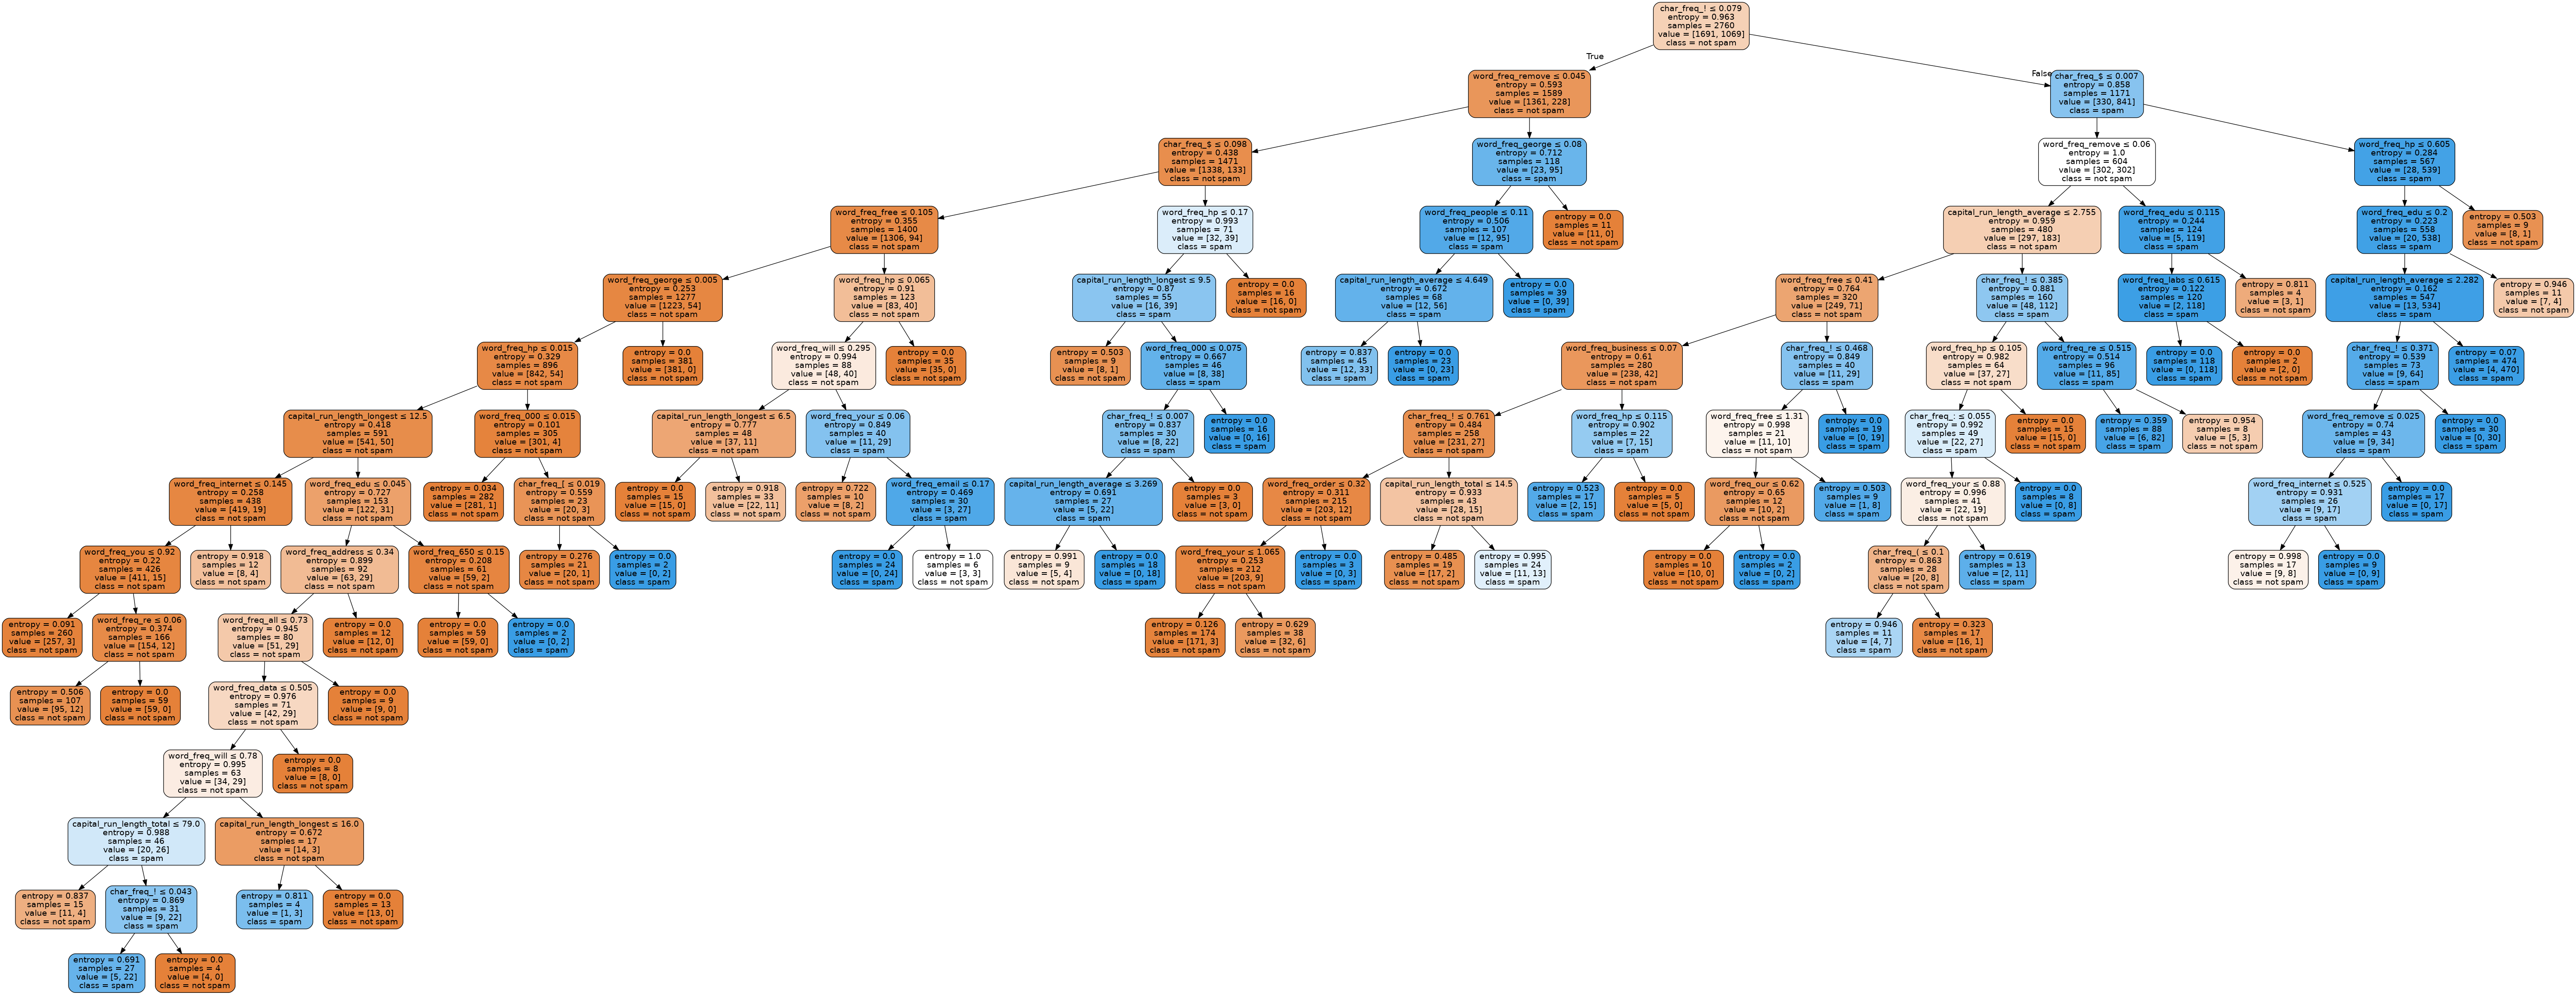 char_freq_! ≤ 0.079
entropy = 0.963
samples = 2760
value = [1691, 1069]
class = not spam
True
False
word_freq_remove ≤ 0.045
entropy = 0.593
samples = 1589
value = [1361, 228]
class = not spam
char_freq_$ ≤ 0.007
entropy = 0.858
samples = 1171
value = [330, 841]
class = spam
char_freq_$ ≤ 0.098
entropy = 0.438
samples = 1471
value = [1338, 133]
class = not spam
word_freq_george ≤ 0.08
entropy = 0.712
samples = 118
value = [23, 95]
class = spam
word_freq_remove ≤ 0.06
entropy = 1.0
samples = 604
value = [302, 302]
class = not spam
word_freq_hp ≤ 0.605
entropy = 0.284
samples = 567
value = [28, 539]
class = spam
word_freq_free ≤ 0.105
entropy = 0.355
samples = 1400
value = [1306, 94]
class = not spam
word_freq_hp ≤ 0.17
entropy = 0.993
samples = 71
value = [32, 39]
class = spam
word_freq_people ≤ 0.11
entropy = 0.506
samples = 107
value = [12, 95]
class = spam
entropy = 0.0
samples = 11
value = [11, 0]
class = not spam
capital_run_length_average ≤ 2.755
entropy = 0.959
samples = 480
value = [297, 183]
class = not spam
word_freq_edu ≤ 0.115
entropy = 0.244
samples = 124
value = [5, 119]
class = spam
word_freq_edu ≤ 0.2
entropy = 0.223
samples = 558
value = [20, 538]
class = spam
entropy = 0.503
samples = 9
value = [8, 1]
class = not spam
word_freq_george ≤ 0.005
entropy = 0.253
samples = 1277
value = [1223, 54]
class = not spam
word_freq_hp ≤ 0.065
entropy = 0.91
samples = 123
value = [83, 40]
class = not spam
capital_run_length_longest ≤ 9.5
entropy = 0.87
samples = 55
value = [16, 39]
class = spam
entropy = 0.0
samples = 16
value = [16, 0]
class = not spam
capital_run_length_average ≤ 4.649
entropy = 0.672
samples = 68
value = [12, 56]
class = spam
entropy = 0.0
samples = 39
value = [0, 39]
class = spam
word_freq_free ≤ 0.41
entropy = 0.764
samples = 320
value = [249, 71]
class = not spam
char_freq_! ≤ 0.385
entropy = 0.881
samples = 160
value = [48, 112]
class = spam
word_freq_labs ≤ 0.615
entropy = 0.122
samples = 120
value = [2, 118]
class = spam
entropy = 0.811
samples = 4
value = [3, 1]
class = not spam
capital_run_length_average ≤ 2.282
entropy = 0.162
samples = 547
value = [13, 534]
class = spam
entropy = 0.946
samples = 11
value = [7, 4]
class = not spam
word_freq_hp ≤ 0.015
entropy = 0.329
samples = 896
value = [842, 54]
class = not spam
entropy = 0.0
samples = 381
value = [381, 0]
class = not spam
word_freq_will ≤ 0.295
entropy = 0.994
samples = 88
value = [48, 40]
class = not spam
entropy = 0.0
samples = 35
value = [35, 0]
class = not spam
entropy = 0.503
samples = 9
value = [8, 1]
class = not spam
word_freq_000 ≤ 0.075
entropy = 0.667
samples = 46
value = [8, 38]
class = spam
entropy = 0.837
samples = 45
value = [12, 33]
class = spam
entropy = 0.0
samples = 23
value = [0, 23]
class = spam
word_freq_business ≤ 0.07
entropy = 0.61
samples = 280
value = [238, 42]
class = not spam
char_freq_! ≤ 0.468
entropy = 0.849
samples = 40
value = [11, 29]
class = spam
word_freq_hp ≤ 0.105
entropy = 0.982
samples = 64
value = [37, 27]
class = not spam
word_freq_re ≤ 0.515
entropy = 0.514
samples = 96
value = [11, 85]
class = spam
entropy = 0.0
samples = 118
value = [0, 118]
class = spam
entropy = 0.0
samples = 2
value = [2, 0]
class = not spam
char_freq_! ≤ 0.371
entropy = 0.539
samples = 73
value = [9, 64]
class = spam
entropy = 0.07
samples = 474
value = [4, 470]
class = spam
capital_run_length_longest ≤ 12.5
entropy = 0.418
samples = 591
value = [541, 50]
class = not spam
word_freq_000 ≤ 0.015
entropy = 0.101
samples = 305
value = [301, 4]
class = not spam
capital_run_length_longest ≤ 6.5
entropy = 0.777
samples = 48
value = [37, 11]
class = not spam
word_freq_your ≤ 0.06
entropy = 0.849
samples = 40
value = [11, 29]
class = spam
char_freq_! ≤ 0.007
entropy = 0.837
samples = 30
value = [8, 22]
class = spam
entropy = 0.0
samples = 16
value = [0, 16]
class = spam
char_freq_! ≤ 0.761
entropy = 0.484
samples = 258
value = [231, 27]
class = not spam
word_freq_hp ≤ 0.115
entropy = 0.902
samples = 22
value = [7, 15]
class = spam
word_freq_free ≤ 1.31
entropy = 0.998
samples = 21
value = [11, 10]
class = not spam
entropy = 0.0
samples = 19
value = [0, 19]
class = spam
char_freq_: ≤ 0.055
entropy = 0.992
samples = 49
value = [22, 27]
class = spam
entropy = 0.0
samples = 15
value = [15, 0]
class = not spam
entropy = 0.359
samples = 88
value = [6, 82]
class = spam
entropy = 0.954
samples = 8
value = [5, 3]
class = not spam
word_freq_remove ≤ 0.025
entropy = 0.74
samples = 43
value = [9, 34]
class = spam
entropy = 0.0
samples = 30
value = [0, 30]
class = spam
word_freq_internet ≤ 0.145
entropy = 0.258
samples = 438
value = [419, 19]
class = not spam
word_freq_edu ≤ 0.045
entropy = 0.727
samples = 153
value = [122, 31]
class = not spam
entropy = 0.034
samples = 282
value = [281, 1]
class = not spam
char_freq_[ ≤ 0.019
entropy = 0.559
samples = 23
value = [20, 3]
class = not spam
entropy = 0.0
samples = 15
value = [15, 0]
class = not spam
entropy = 0.918
samples = 33
value = [22, 11]
class = not spam
entropy = 0.722
samples = 10
value = [8, 2]
class = not spam
word_freq_email ≤ 0.17
entropy = 0.469
samples = 30
value = [3, 27]
class = spam
capital_run_length_average ≤ 3.269
entropy = 0.691
samples = 27
value = [5, 22]
class = spam
entropy = 0.0
samples = 3
value = [3, 0]
class = not spam
word_freq_order ≤ 0.32
entropy = 0.311
samples = 215
value = [203, 12]
class = not spam
capital_run_length_total ≤ 14.5
entropy = 0.933
samples = 43
value = [28, 15]
class = not spam
entropy = 0.523
samples = 17
value = [2, 15]
class = spam
entropy = 0.0
samples = 5
value = [5, 0]
class = not spam
word_freq_our ≤ 0.62
entropy = 0.65
samples = 12
value = [10, 2]
class = not spam
entropy = 0.503
samples = 9
value = [1, 8]
class = spam
word_freq_your ≤ 0.88
entropy = 0.996
samples = 41
value = [22, 19]
class = not spam
entropy = 0.0
samples = 8
value = [0, 8]
class = spam
word_freq_internet ≤ 0.525
entropy = 0.931
samples = 26
value = [9, 17]
class = spam
entropy = 0.0
samples = 17
value = [0, 17]
class = spam
word_freq_you ≤ 0.92
entropy = 0.22
samples = 426
value = [411, 15]
class = not spam
entropy = 0.918
samples = 12
value = [8, 4]
class = not spam
word_freq_address ≤ 0.34
entropy = 0.899
samples = 92
value = [63, 29]
class = not spam
word_freq_650 ≤ 0.15
entropy = 0.208
samples = 61
value = [59, 2]
class = not spam
entropy = 0.276
samples = 21
value = [20, 1]
class = not spam
entropy = 0.0
samples = 2
value = [0, 2]
class = spam
entropy = 0.0
samples = 24
value = [0, 24]
class = spam
entropy = 1.0
samples = 6
value = [3, 3]
class = not spam
entropy = 0.991
samples = 9
value = [5, 4]
class = not spam
entropy = 0.0
samples = 18
value = [0, 18]
class = spam
word_freq_your ≤ 1.065
entropy = 0.253
samples = 212
value = [203, 9]
class = not spam
entropy = 0.0
samples = 3
value = [0, 3]
class = spam
entropy = 0.485
samples = 19
value = [17, 2]
class = not spam
entropy = 0.995
samples = 24
value = [11, 13]
class = spam
entropy = 0.0
samples = 10
value = [10, 0]
class = not spam
entropy = 0.0
samples = 2
value = [0, 2]
class = spam
char_freq_( ≤ 0.1
entropy = 0.863
samples = 28
value = [20, 8]
class = not spam
entropy = 0.619
samples = 13
value = [2, 11]
class = spam
entropy = 0.998
samples = 17
value = [9, 8]
class = not spam
entropy = 0.0
samples = 9
value = [0, 9]
class = spam
entropy = 0.091
samples = 260
value = [257, 3]
class = not spam
word_freq_re ≤ 0.06
entropy = 0.374
samples = 166
value = [154, 12]
class = not spam
word_freq_all ≤ 0.73
entropy = 0.945
samples = 80
value = [51, 29]
class = not spam
entropy = 0.0
samples = 12
value = [12, 0]
class = not spam
entropy = 0.0
samples = 59
value = [59, 0]
class = not spam
entropy = 0.0
samples = 2
value = [0, 2]
class = spam
entropy = 0.126
samples = 174
value = [171, 3]
class = not spam
entropy = 0.629
samples = 38
value = [32, 6]
class = not spam
entropy = 0.946
samples = 11
value = [4, 7]
class = spam
entropy = 0.323
samples = 17
value = [16, 1]
class = not spam
entropy = 0.506
samples = 107
value = [95, 12]
class = not spam
entropy = 0.0
samples = 59
value = [59, 0]
class = not spam
word_freq_data ≤ 0.505
entropy = 0.976
samples = 71
value = [42, 29]
class = not spam
entropy = 0.0
samples = 9
value = [9, 0]
class = not spam
word_freq_will ≤ 0.78
entropy = 0.995
samples = 63
value = [34, 29]
class = not spam
entropy = 0.0
samples = 8
value = [8, 0]
class = not spam
capital_run_length_total ≤ 79.0
entropy = 0.988
samples = 46
value = [20, 26]
class = spam
capital_run_length_longest ≤ 16.0
entropy = 0.672
samples = 17
value = [14, 3]
class = not spam
entropy = 0.837
samples = 15
value = [11, 4]
class = not spam
char_freq_! ≤ 0.043
entropy = 0.869
samples = 31
value = [9, 22]
class = spam
entropy = 0.811
samples = 4
value = [1, 3]
class = spam
entropy = 0.0
samples = 13
value = [13, 0]
class = not spam
entropy = 0.691
samples = 27
value = [5, 22]
class = spam
entropy = 0.0
samples = 4
value = [4, 0]
class = not spam